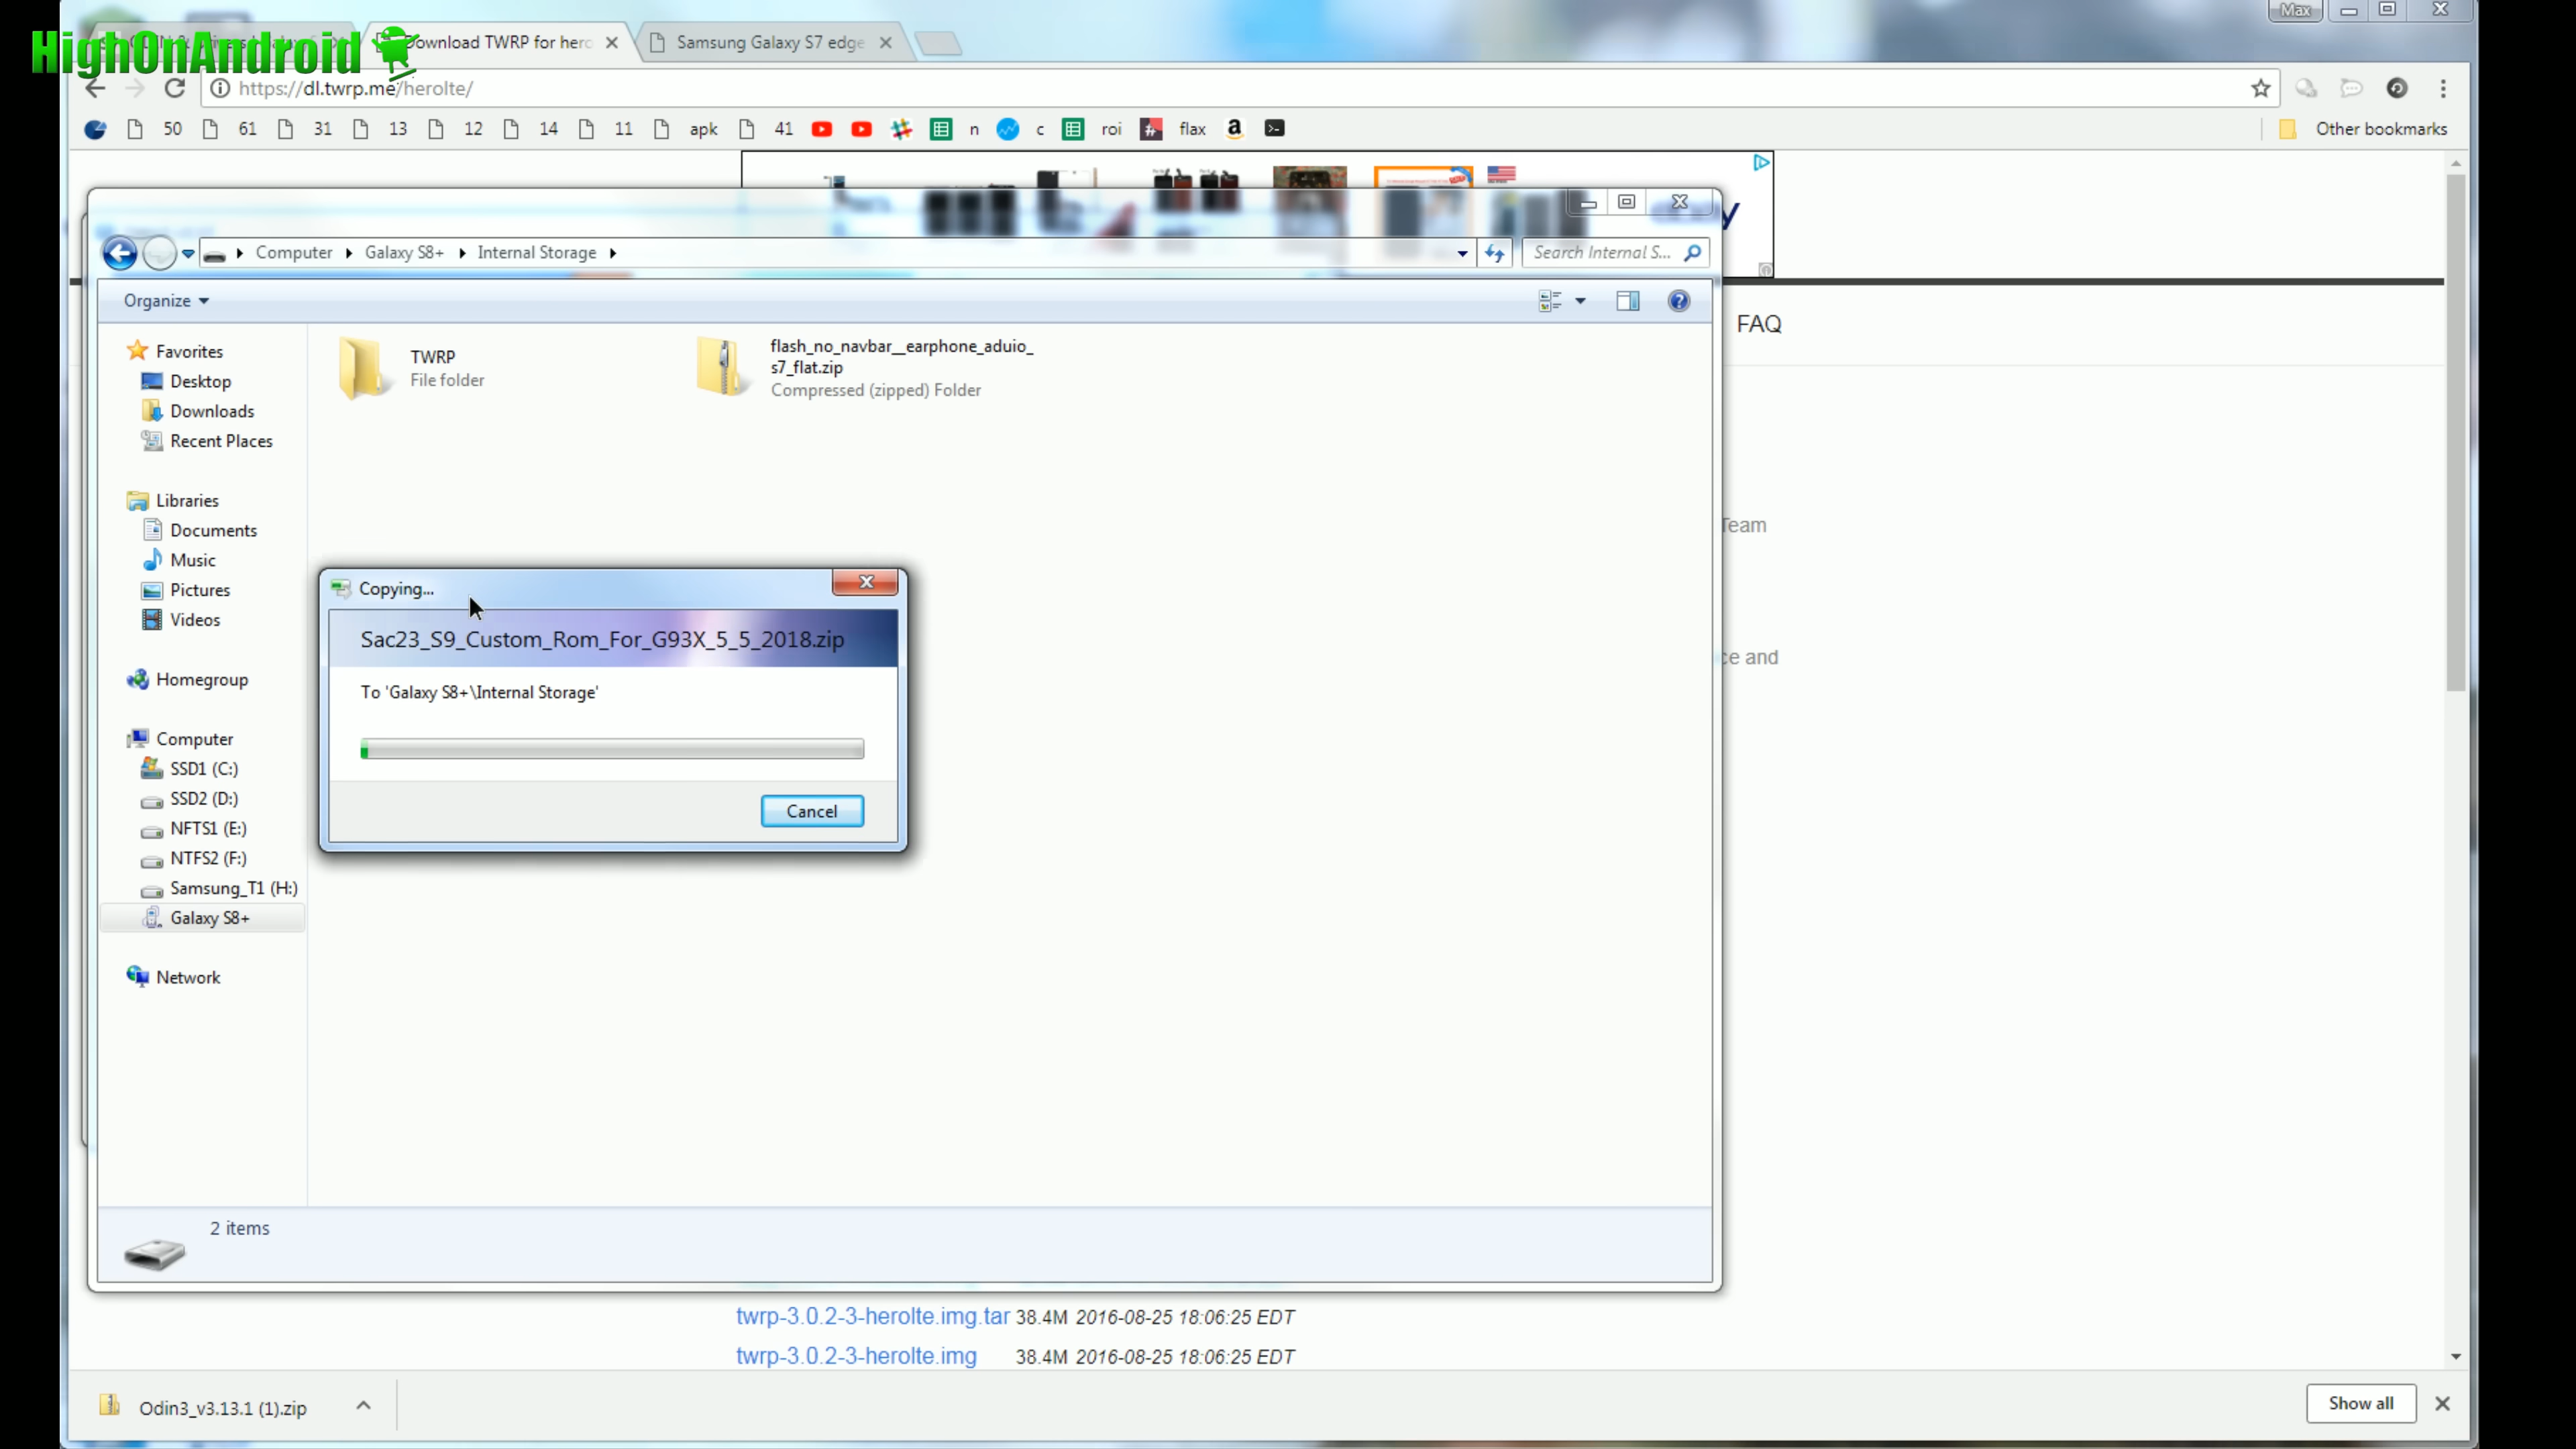 HighOnAndroid
Download TWRP for hero
Samsung Galaxy S7 edge
Max
https://dl.twrp.me/herolte/
50 61 31 13 12 14 11 apk 41 n c roi flax Other bookmarks
Computer Galaxy S8+ Internal Storage
Search Internal S...
Organize
FAQ
Favorites
Desktop
Downloads
Recent Places
Libraries
Documents
Music
Pictures
Videos
Homegroup
Computer
SSD1 (C:)
SSD2 (D:)
NFTS1 (E:)
NTFS2 (F:)
Samsung_T1 (H:)
Galaxy S8+
Network
TWRP
File folder
flash_no_navbar__earphone_aduio_
s7_flat.zip
Compressed (zipped) Folder
Team
ce and
Copying...
Sac23_S9_Custom_Rom_For_G93X_5_5_2018.zip
To 'Galaxy S8+\Internal Storage'
Cancel
2 items
twrp-3.0.2-3-herolte.img.tar 38.4M 2016-08-25 18:06:25 EDT
twrp-3.0.2-3-herolte.img 38.4M 2016-08-25 18:06:25 EDT
Odin3_v3.13.1 (1).zip
Show all